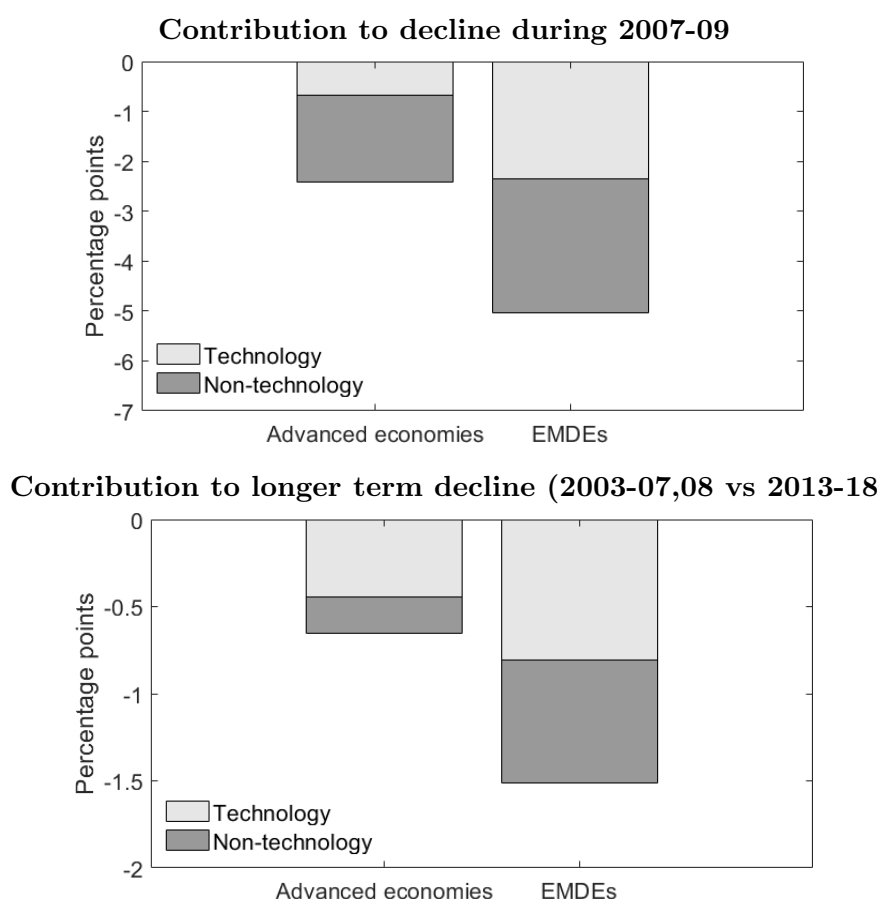 Contribution to decline during 2007-09
0
-1
-2
-3
-4
-5
-6
-7
Percentage points
Technology
Non-technology
Advanced economies EMDEs
Contribution to longer term decline (2003-07,08 vs 2013-18
0
-0.5
-1
-1.5
-2
Percentage points
Technology
Non-technology
Advanced economies EMDEs